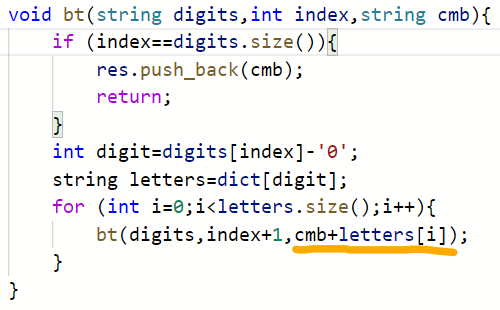 void bt(string digits,int index,string cmb){
    if (index==digits.size()){
        res.push_back(cmb);
        return;
    }
    int digit=digits[index]-'0';
    string letters=dict[digit];
    for (int i=0;i<letters.size();i++){
        bt(digits,index+1,cmb+letters[i]);
    }
}